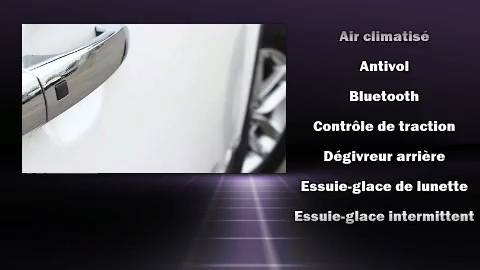 Air climatisé
Antivol
Bluetooth
Contrôle de traction
Dégivreur arrière
Essuie-glace de lunette
Essuie-glace intermittent